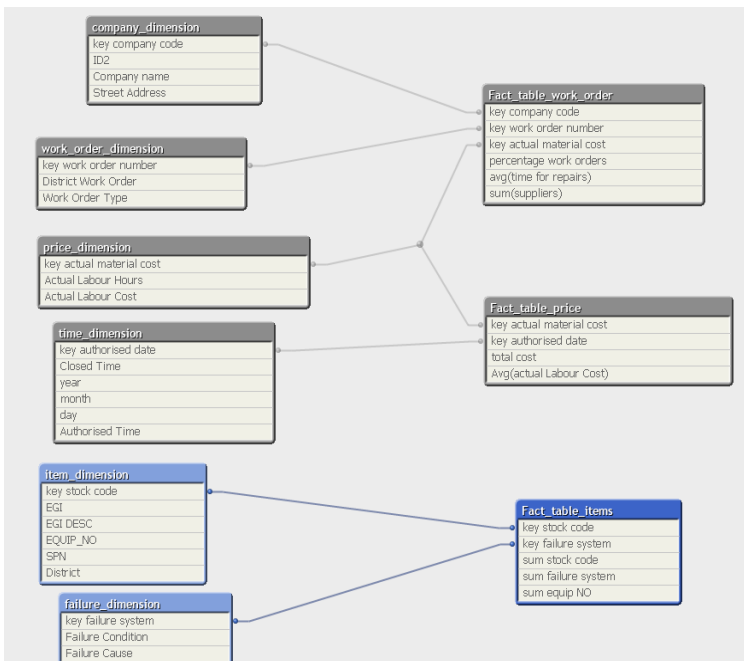 company_dimension
key company code
ID2
Company name
Street Address
Fact_table_work_order
key company code
key work order number
key actual material cost
percentage work orders
avg(time for repairs)
sum(suppliers)
work_order_dimension
key work order number
District Work Order
Work Order Type
price_dimension
key actual material cost
Actual Labour Hours
Actual Labour Cost
Fact_table_price
key actual material cost
key authorised date
total cost
Avg(actual Labour Cost)
time_dimension
key authorised date
Closed Time
year
month
day
Authorised Time
item_dimension
key stock code
EGI
EGI DESC
EQUIP_NO
SPN
District
Fact_table_items
key stock code
key failure system
sum stock code
sum failure system
sum equip NO
failure_dimension
key failure system
Failure Condition
Failure Cause